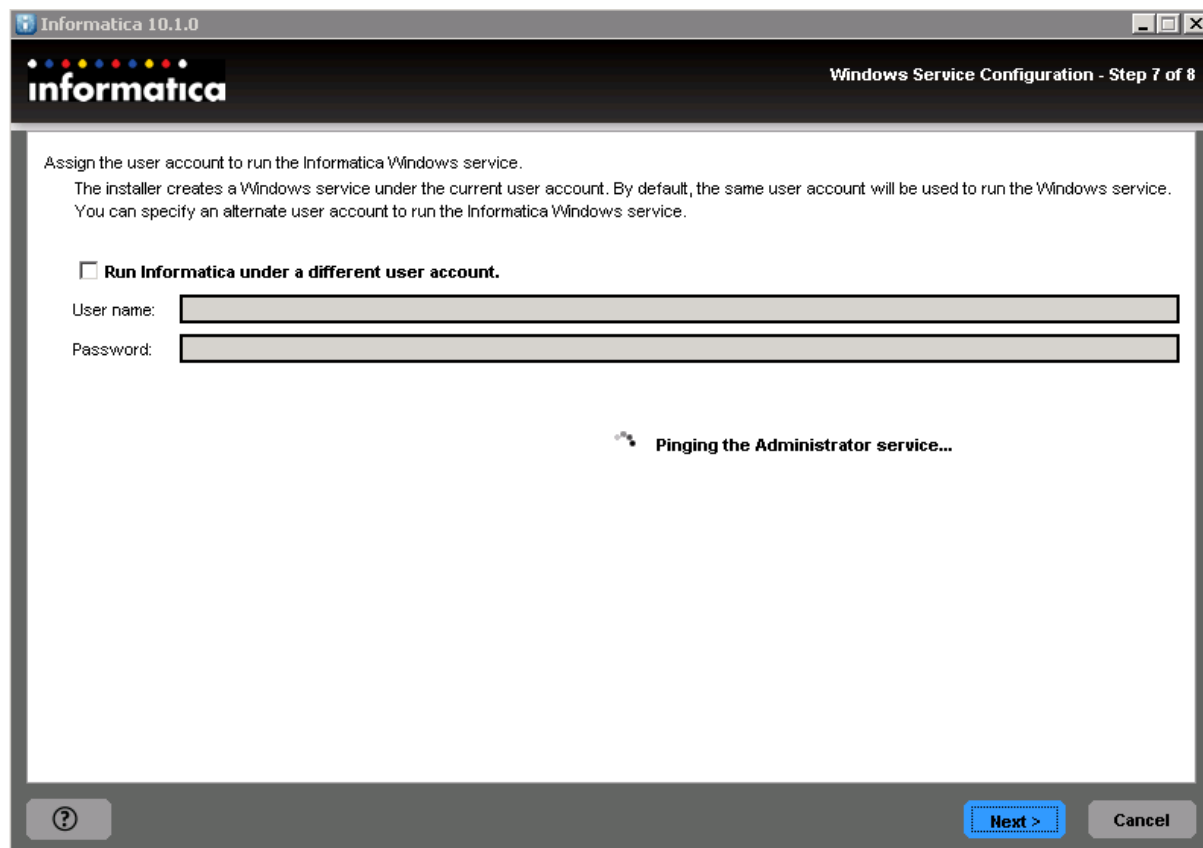 Informatica 10.1.0
informatica
Windows Service Configuration - Step 7 of 8
Assign the user account to run the Informatica Windows service.
The installer creates a Windows service under the current user account. By default, the same user account will be used to run the Windows service.
You can specify an alternate user account to run the Informatica Windows service.
Run Informatica under a different user account.
User name:
Password:
Pinging the Administrator service...
?
Next >
Cancel